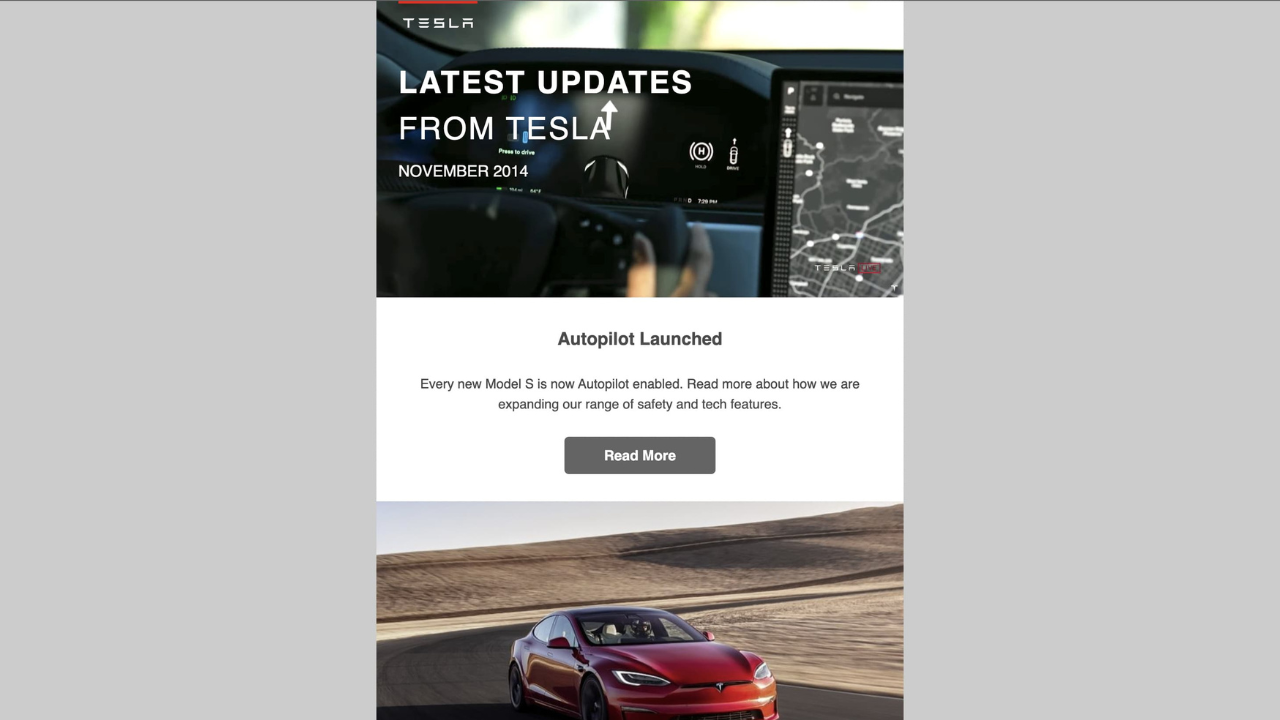 TESLA
LATEST UPDATES
FROM TESLA
NOVEMBER 2014
Press to drive
HOLD
DRIVE
7:29 PM
P
Navigate
TESLA
Autopilot Launched
Every new Model S is now Autopilot enabled. Read more about how we are
expanding our range of safety and tech features.
Read More